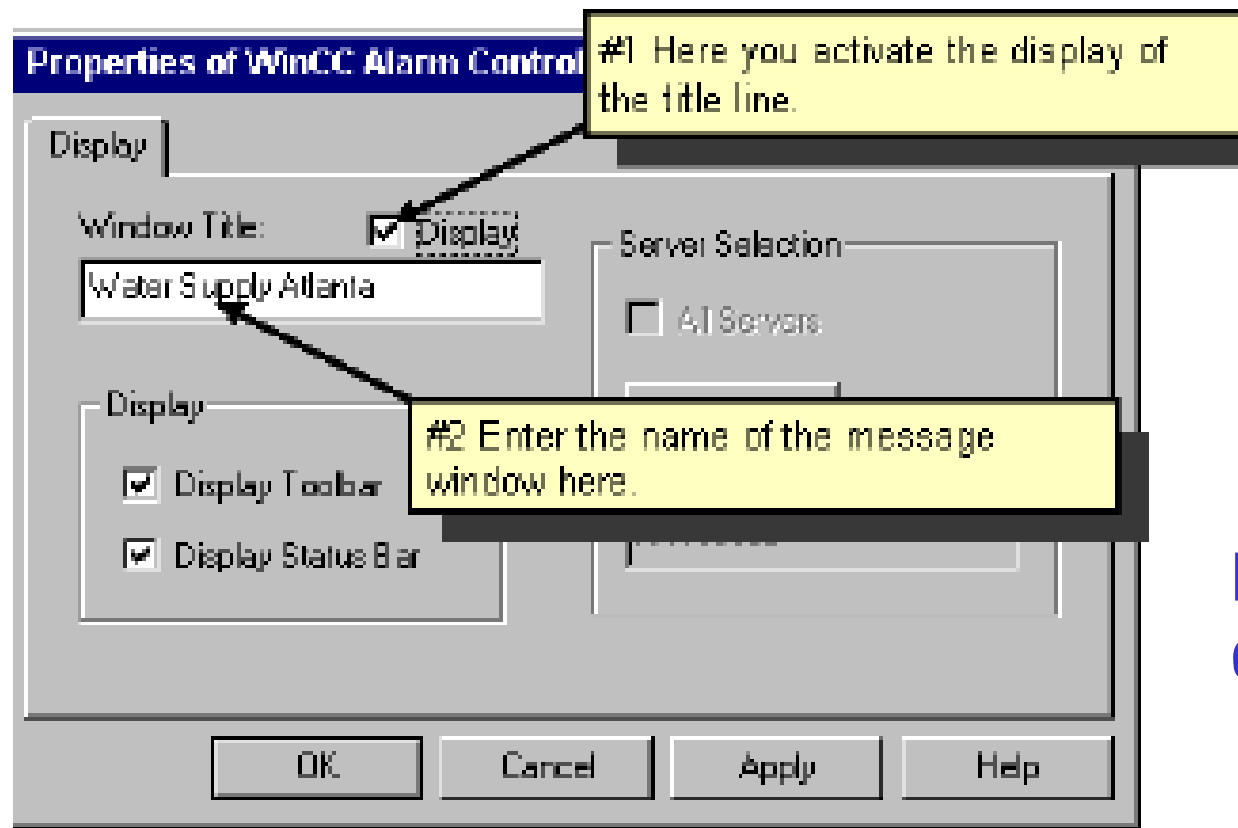 Properties of WinCC Alarm Control
#1 Here you activate the display of
the title line.
Display
Window Title:
Display
Water Supply Atlanta
Server Selection
All Servers
Display
#2 Enter the name of the message
window here.
Display Toolbar
Display Status Bar
OK
Cancel
Apply
Help